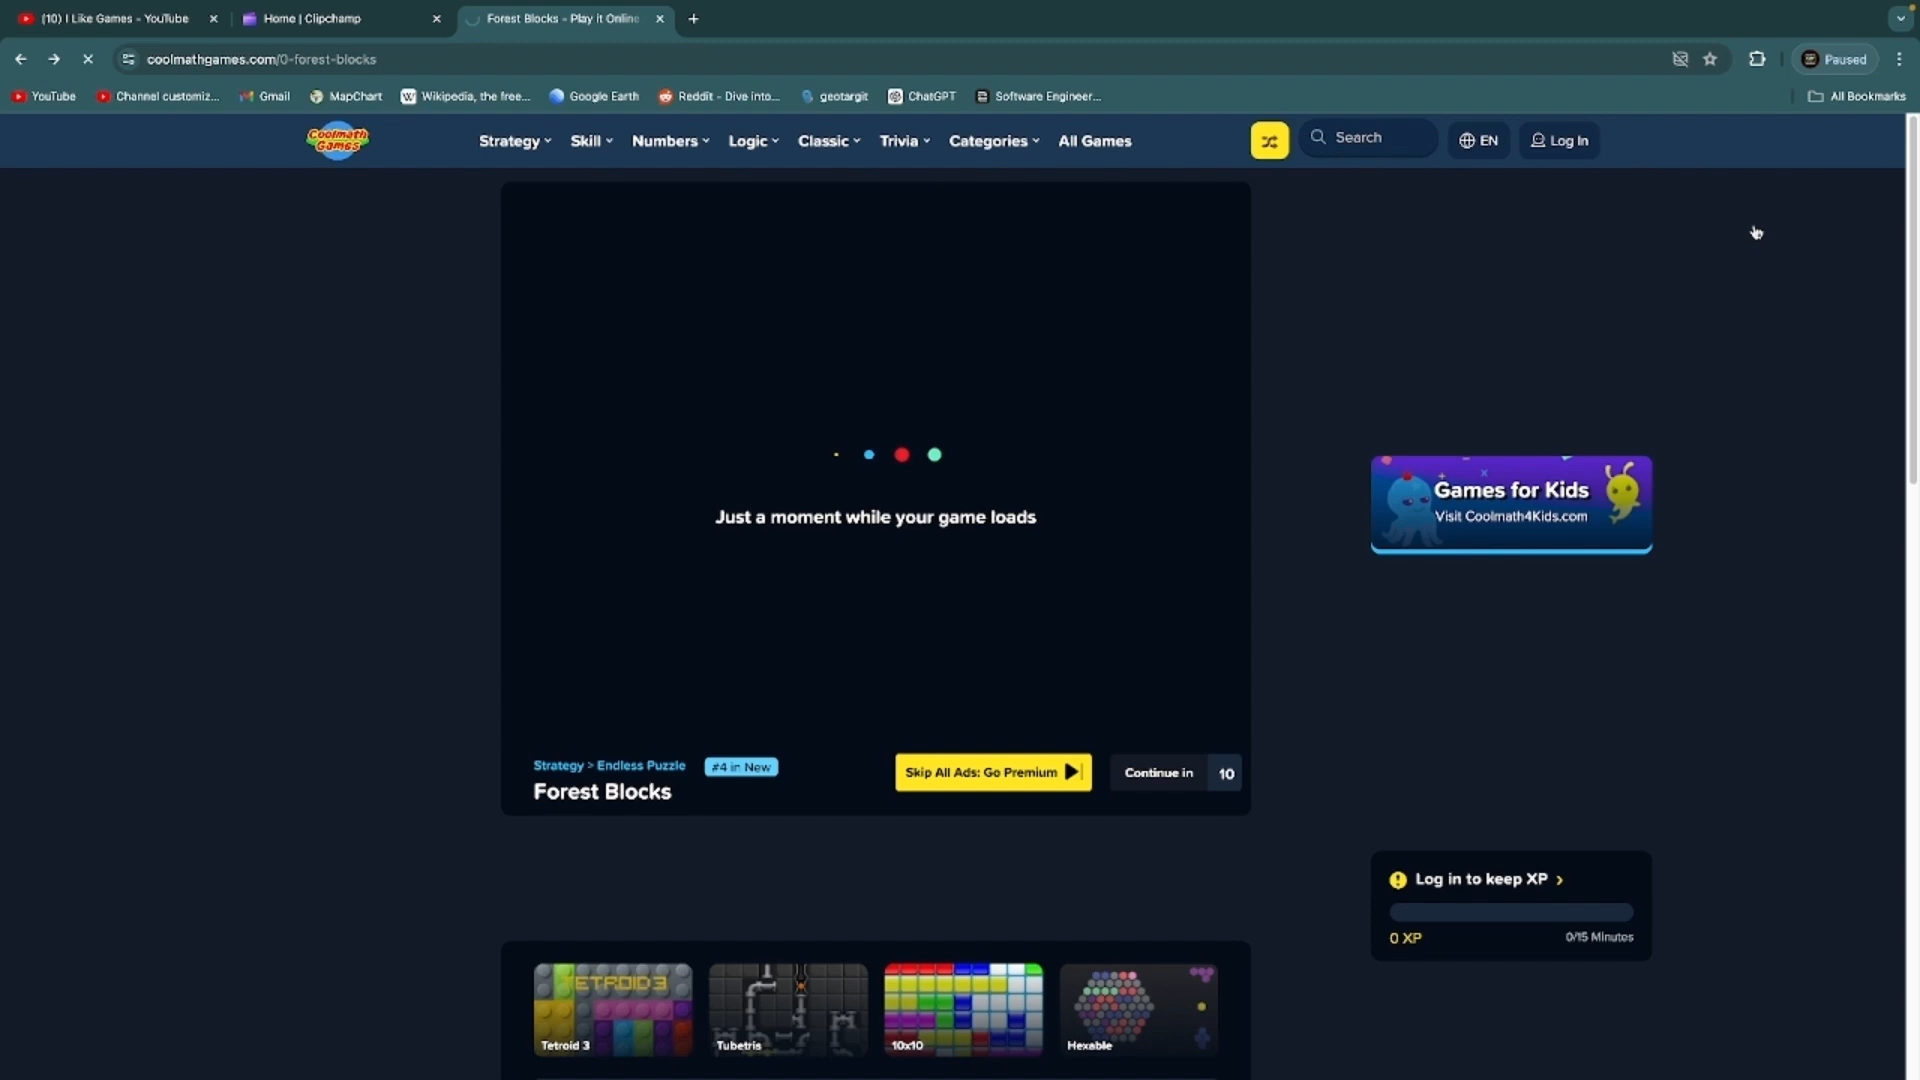 (10) I Like Games - YouTube
Home | Clipchamp
Forest Blocks - Play it Online
coolmathgames.com/0-forest-blocks
Paused
YouTube
Channel customiz...
Gmail
MapChart
Wikipedia, the free...
Google Earth
Reddit - Dive into...
geotargit
ChatGPT
Software Engineer...
All Bookmarks
Coolmath Games
Strategy
Skill
Numbers
Logic
Classic
Trivia
Categories
All Games
Search
EN
Log In
Just a moment while your game loads
Games for Kids
Visit Coolmath4Kids.com
Strategy > Endless Puzzle
#4 in New
Forest Blocks
Skip All Ads: Go Premium
Continue in
10
Log in to keep XP >
0 XP
0/15 Minutes
TETROID 3
Tetroid 3
Tubetris
10x10
Hexable